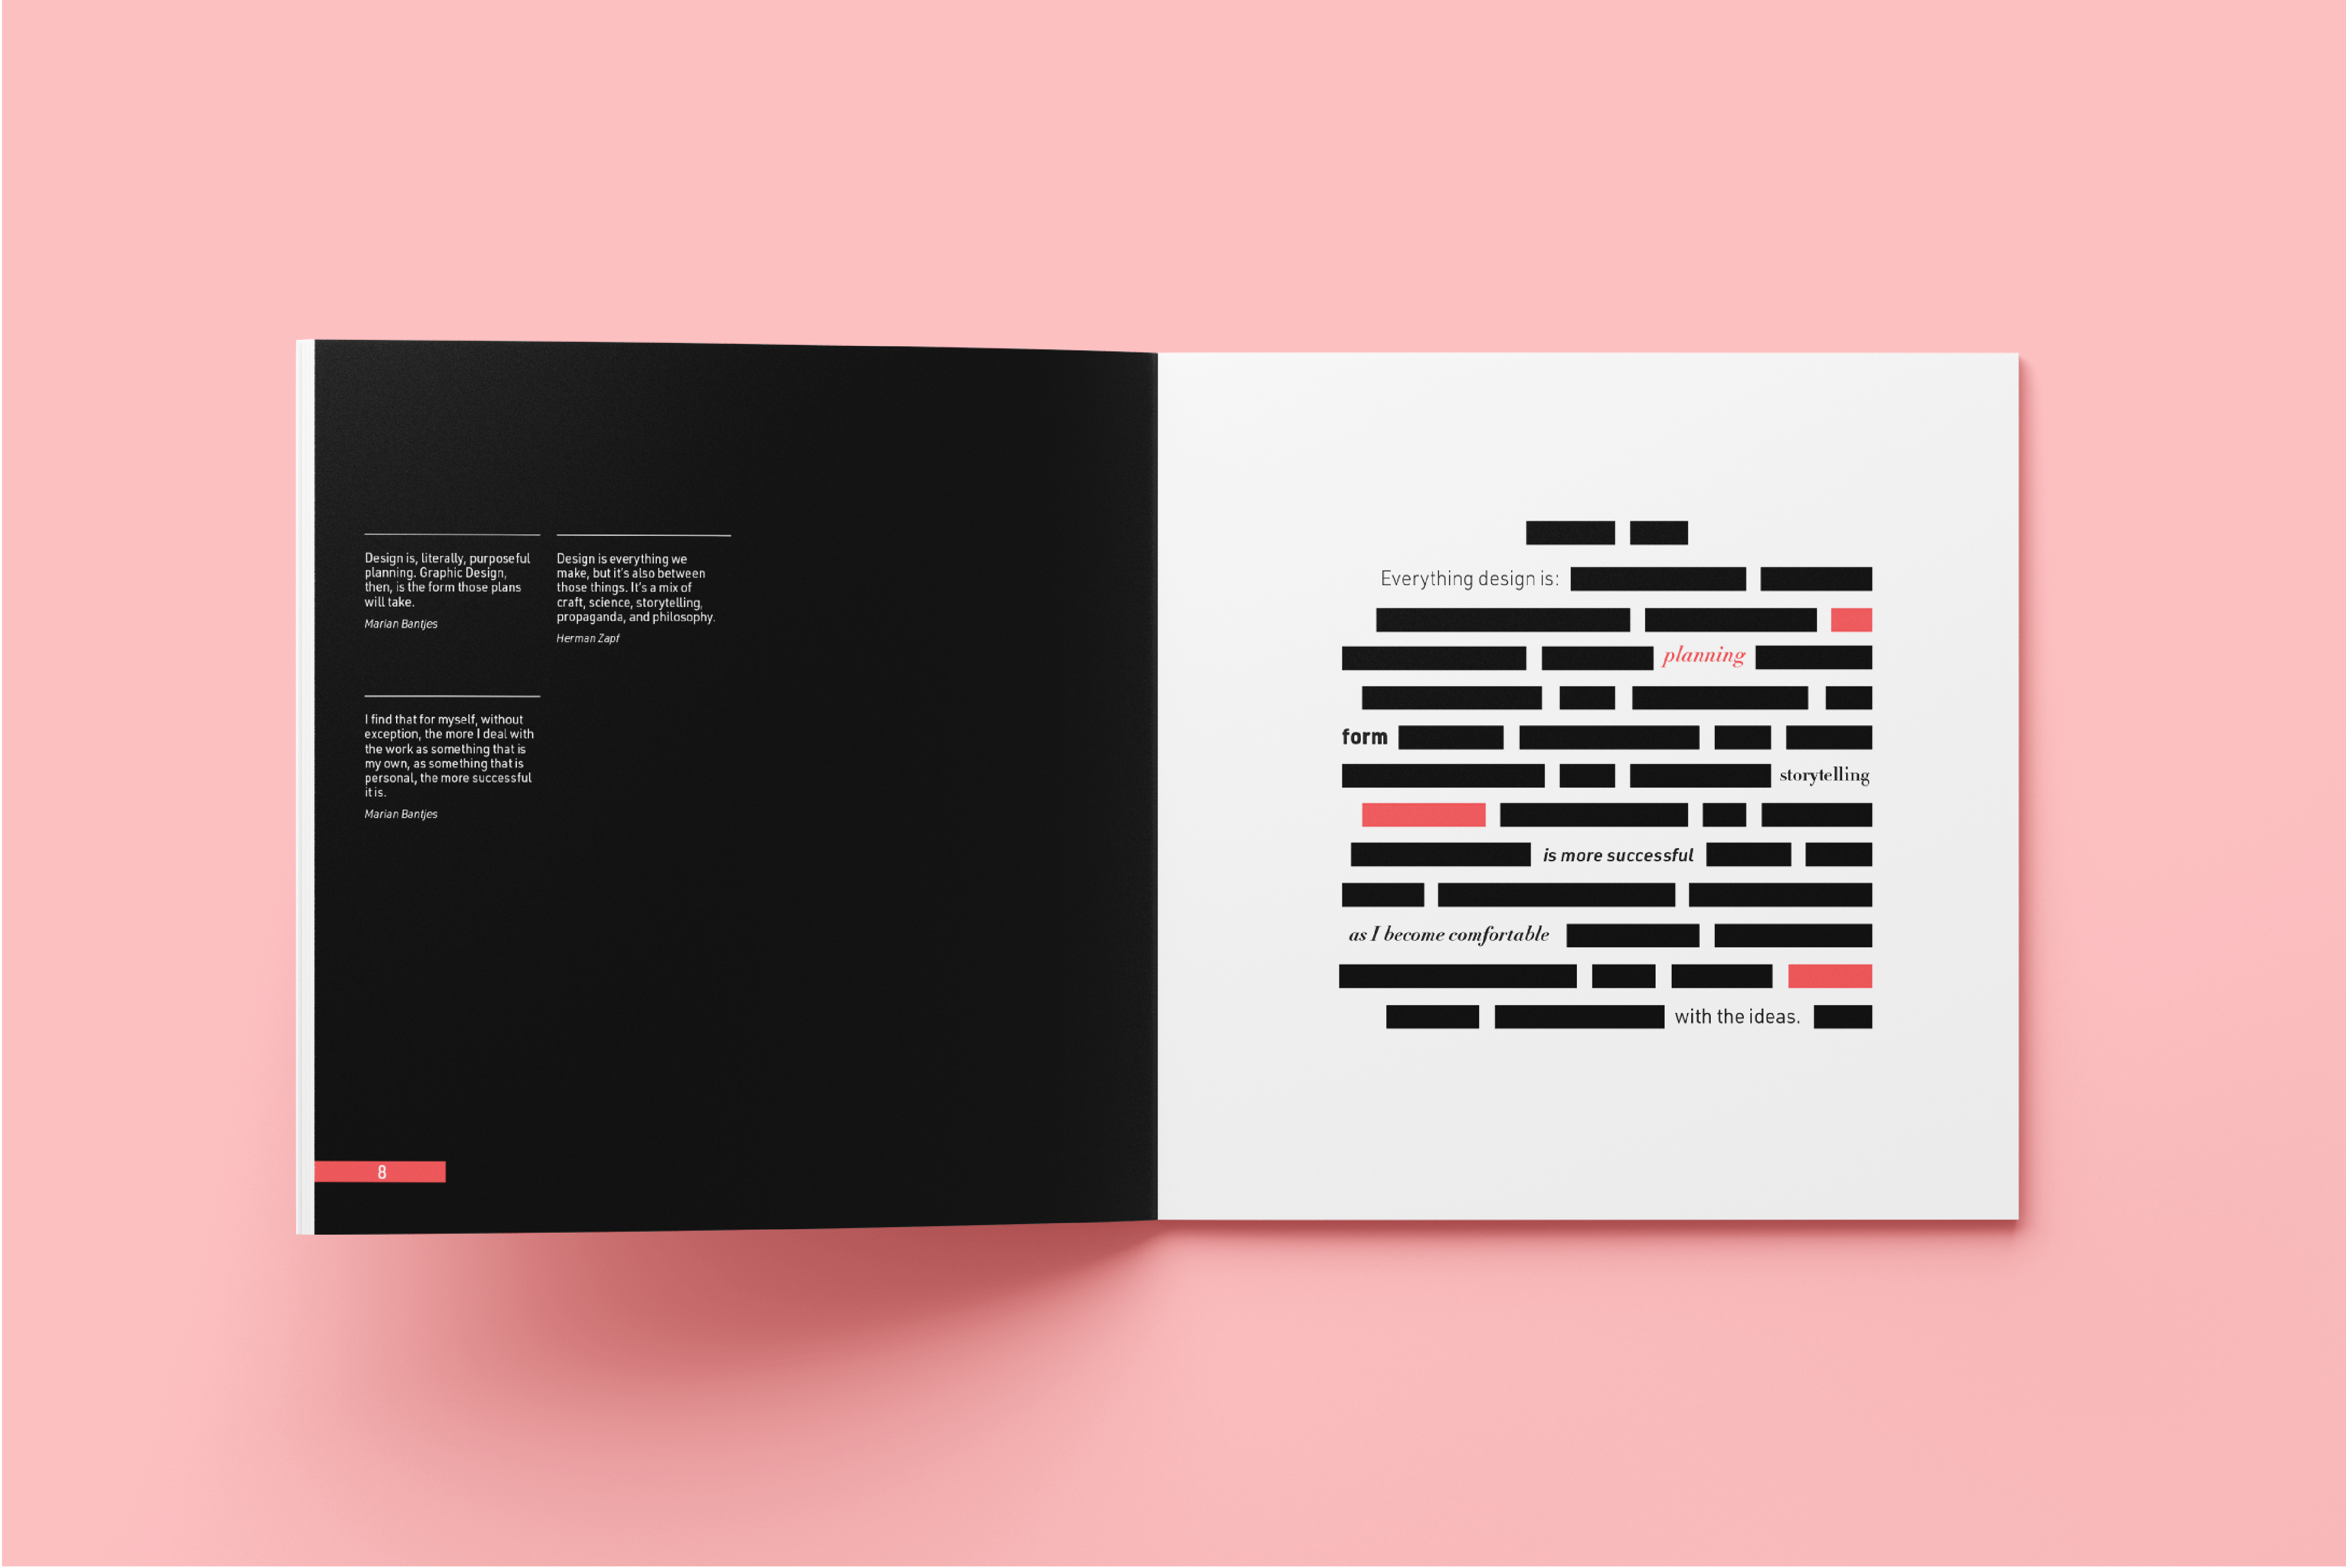 Design is, literally, purposeful
planning. Graphic Design,
then, is the form those plans
will take.
Marian Bantjes
Design is everything we
make, but it's also between
those things. It's a mix of
craft, science, storytelling,
propaganda, and philosophy.
Herman Zapf
I find that for myself, without
exception, the more I deal with
the work as something that is
my own, as something that is
personal, the more successful
it is.
Marian Bantjes
8
Everything design is:
planning
form
storytelling
is more successful
as I become comfortable
with the ideas.